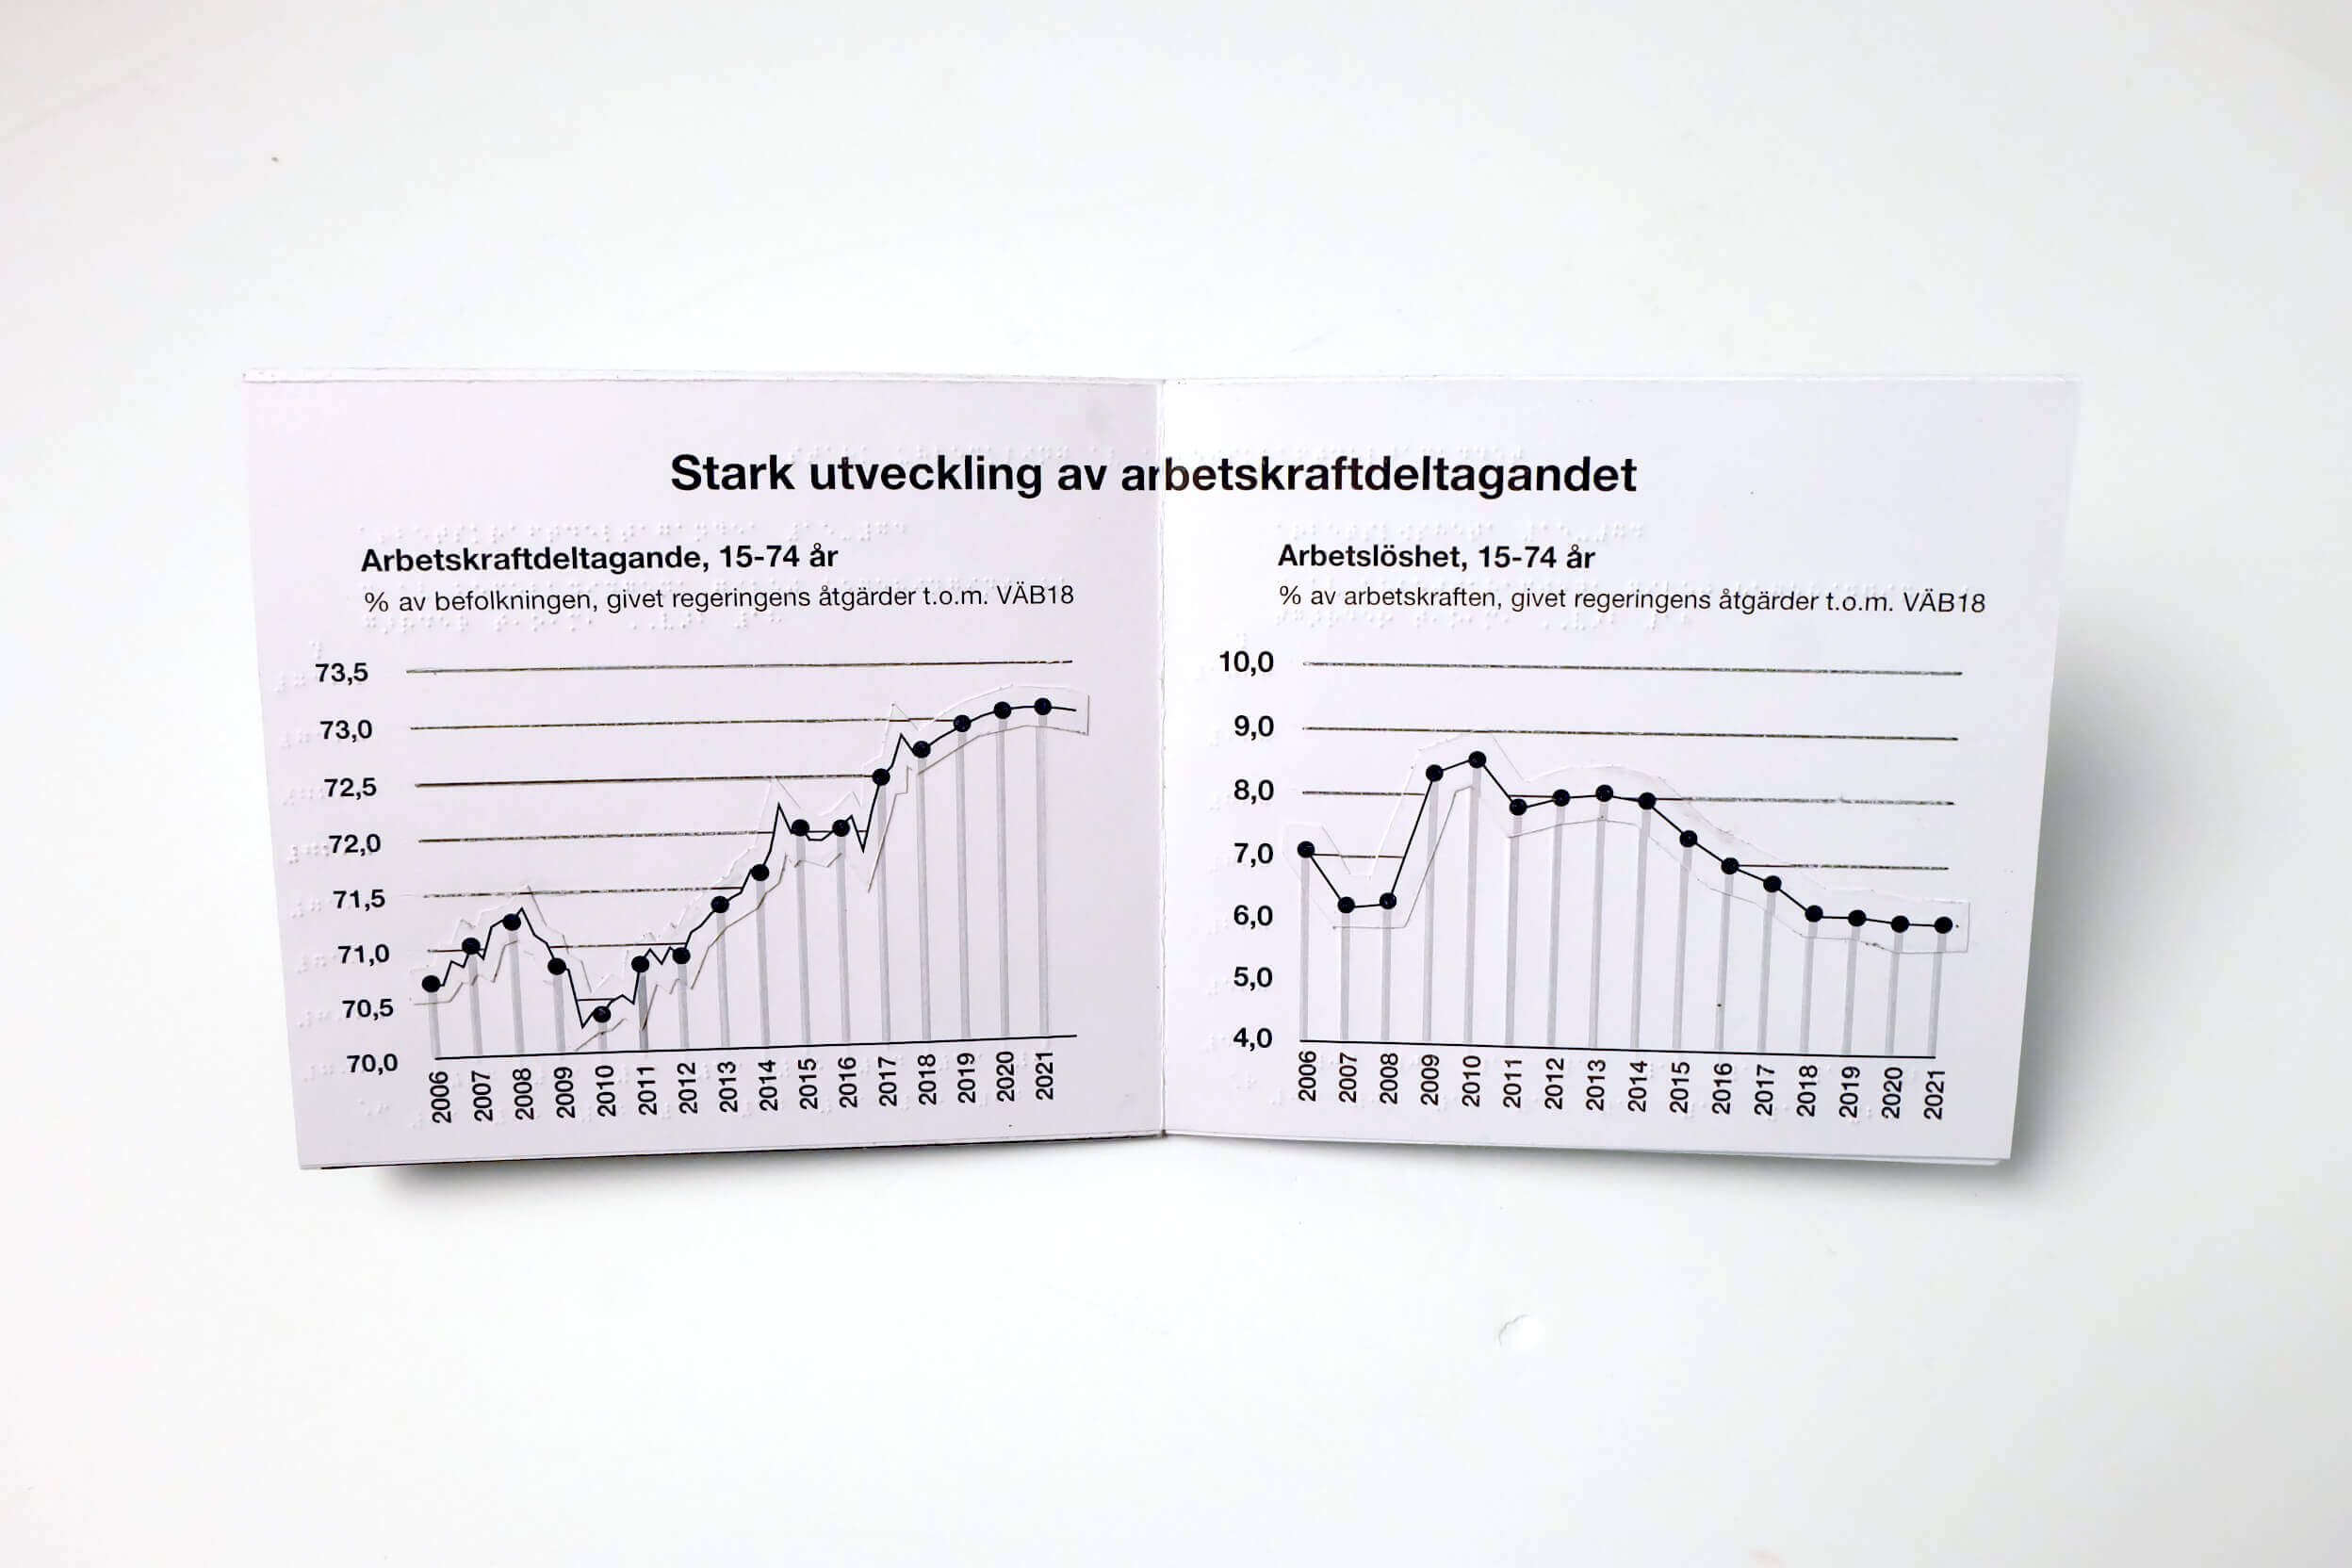 Stark utveckling av arbetskraftdeltagandet
Arbetskraftdeltagande, 15-74 år
% av befolkningen, givet regeringens åtgärder t.o.m. VÄB18
73,5
73,0
72,5
72,0
71,5
71,0
70,5
70,0
2006 2007 2008 2009 2010 2011 2012 2013 2014 2015 2016 2017 2018 2019 2020 2021
Arbetslöshet, 15-74 år
% av arbetskraften, givet regeringens åtgärder t.o.m. VÄB18
10,0
9,0
8,0
7,0
6,0
5,0
4,0
2006 2007 2008 2009 2010 2011 2012 2013 2014 2015 2016 2017 2018 2019 2020 2021